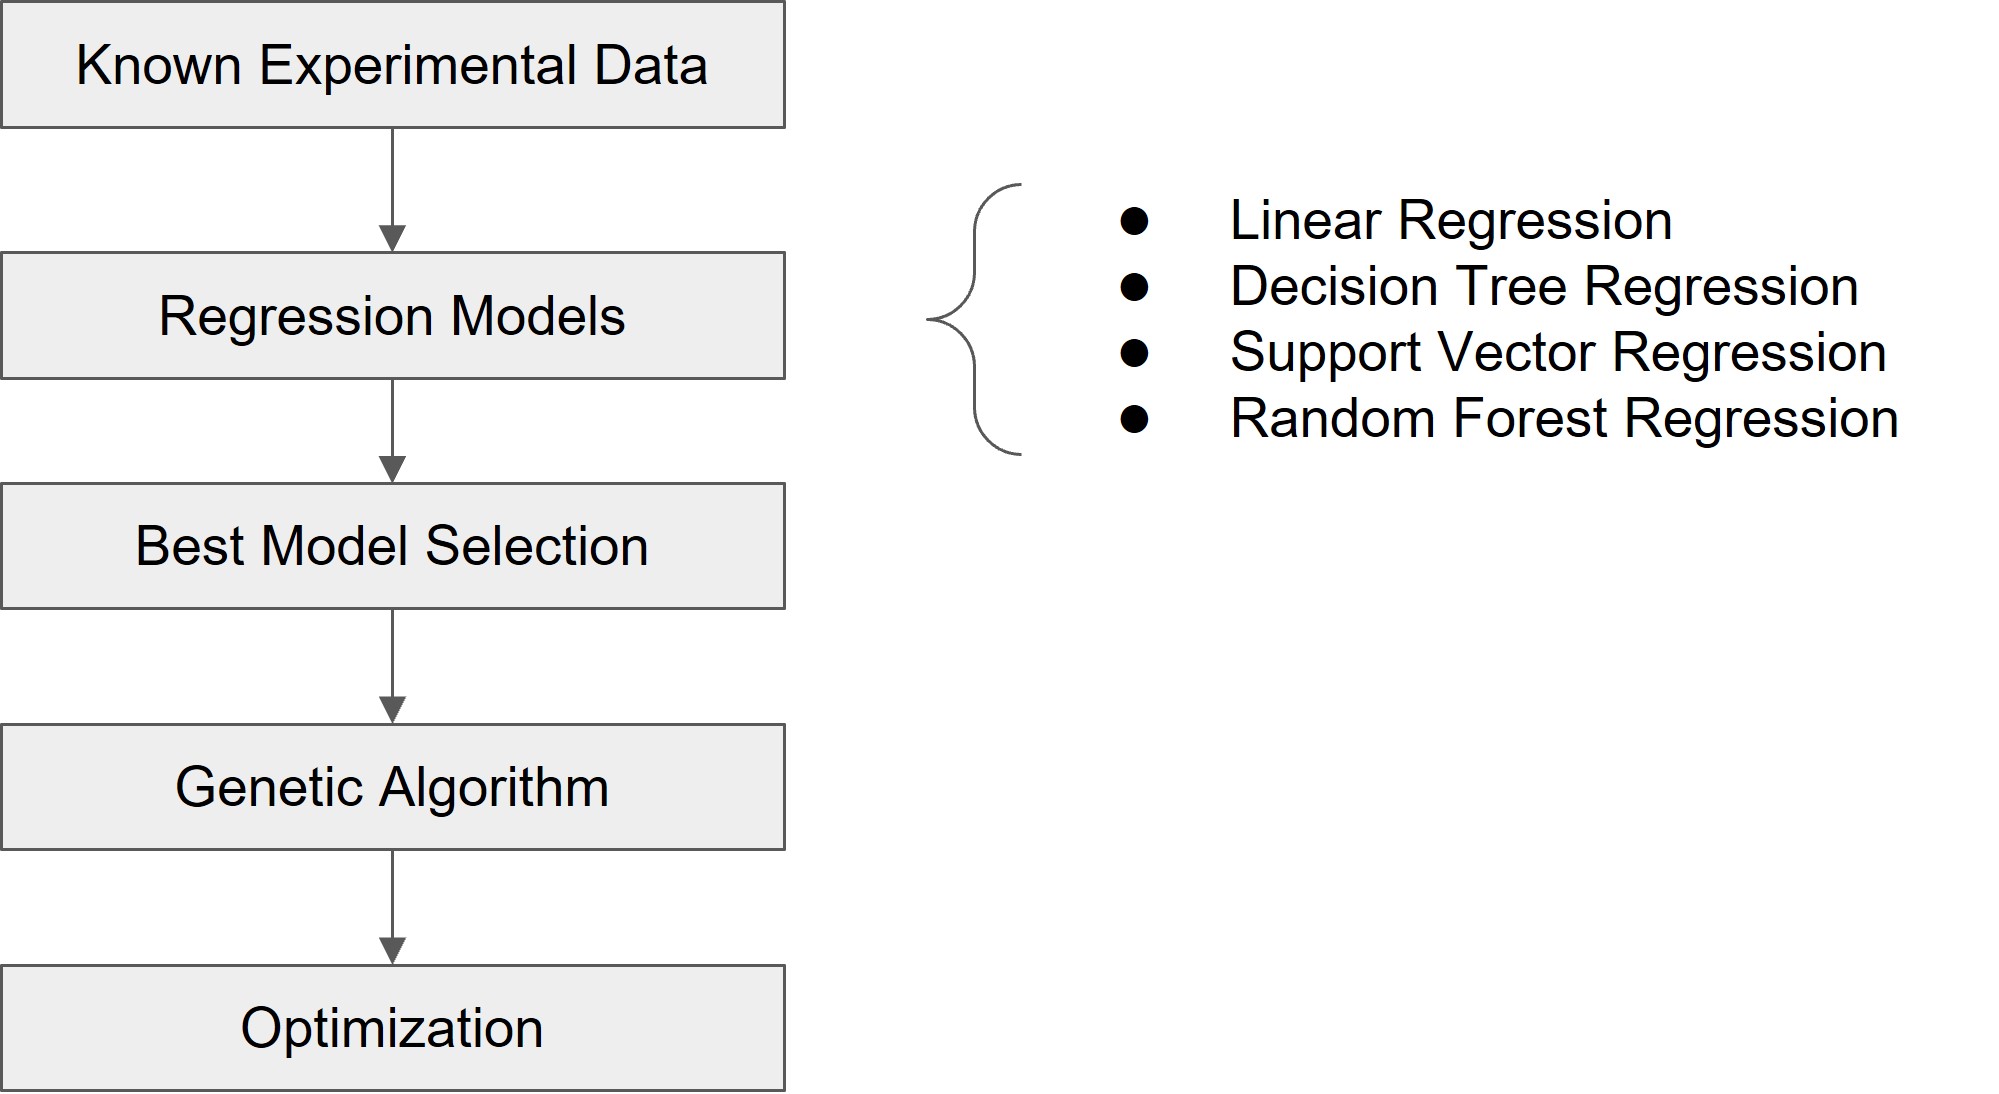 Known Experimental Data
Regression Models
● Linear Regression
● Decision Tree Regression
● Support Vector Regression
● Random Forest Regression
Best Model Selection
Genetic Algorithm
Optimization